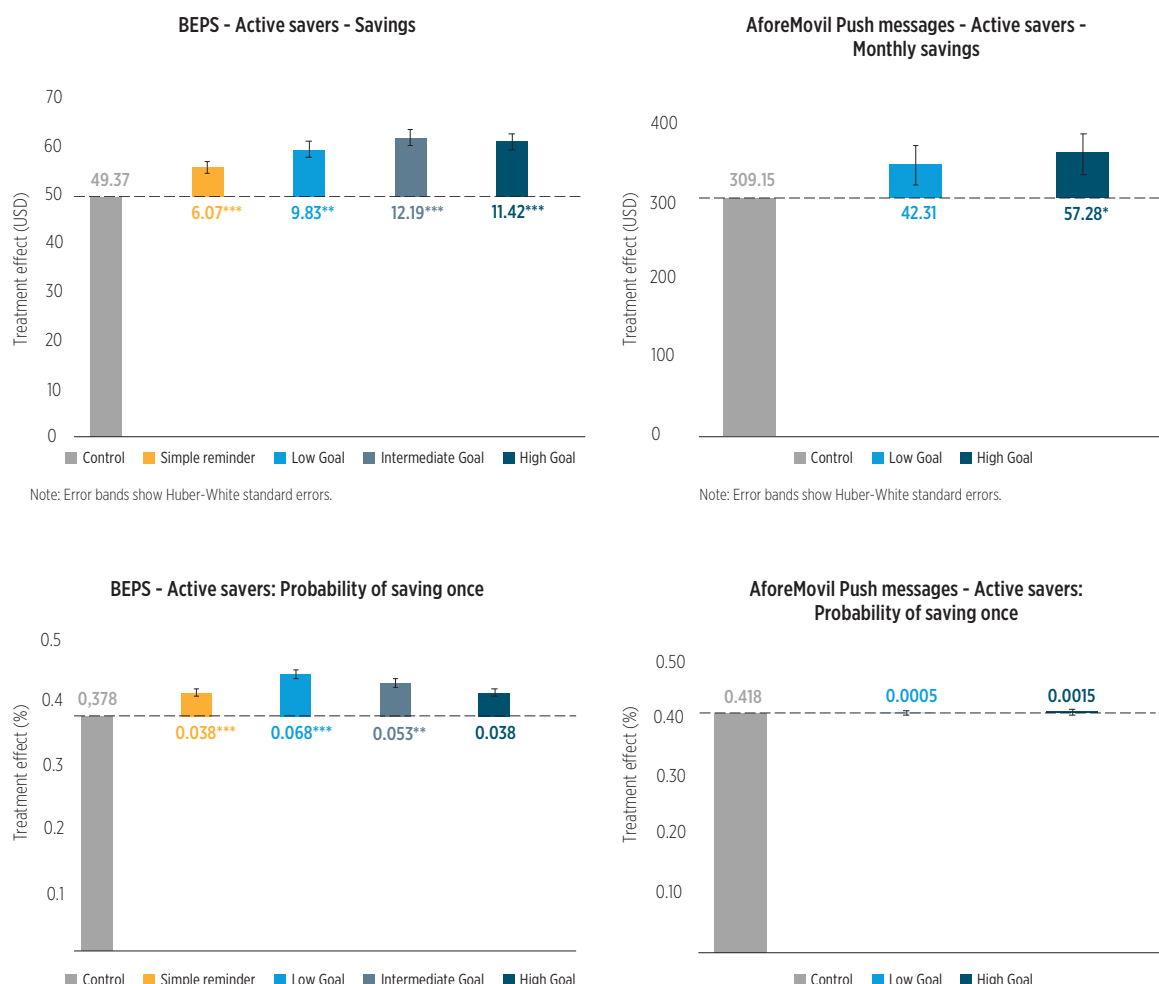 BEPS - Active savers - Savings
Treatment effect (USD)
70
60
50
40
30
20
10
0
49.37
6.07***
9.83**
12.19***
11.42***
Control Simple reminder Low Goal Intermediate Goal High Goal
Note: Error bands show Huber-White standard errors.
AforeMovil Push messages - Active savers -
Monthly savings
Treatment effect (USD)
400
300
200
100
0
309.15
42.31
57.28*
Control Low Goal High Goal
Note: Error bands show Huber-White standard errors.
BEPS - Active savers: Probability of saving once
Treatment effect (%)
0.5
0.4
0.3
0.2
0.1
0,378
0.038***
0.068***
0.053**
0.038
Control Simple reminder Low Goal Intermediate Goal High Goal
AforeMovil Push messages - Active savers:
Probability of saving once
Treatment effect (%)
0.50
0.40
0.30
0.20
0.10
0.418
0.0005
0.0015
Control Low Goal High Goal